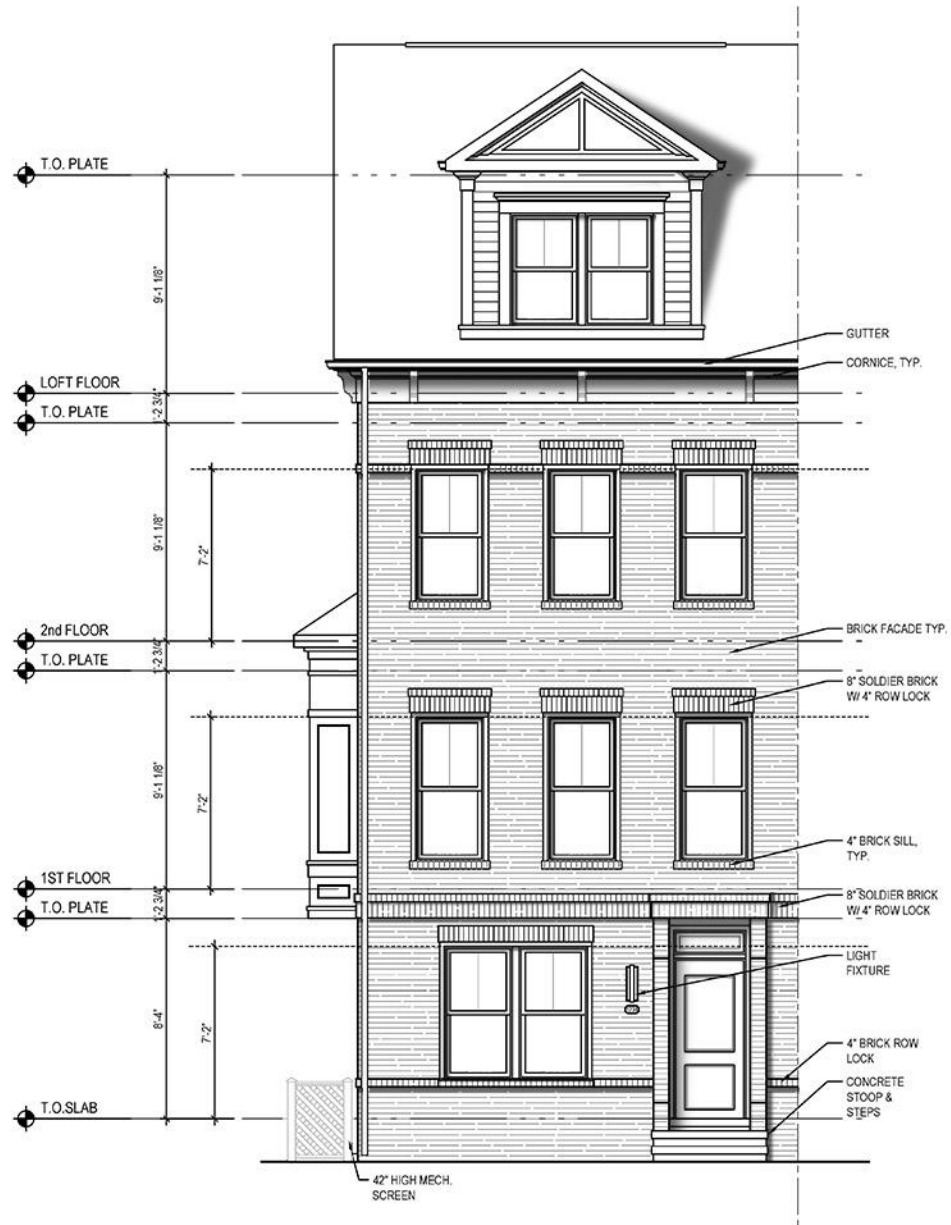 T.O. PLATE
9'-1 1/8"
GUTTER
CORNICE, TYP.
LOFT FLOOR
1'-2 3/4"
T.O. PLATE
9'-1 1/8"
7'-2"
2nd FLOOR
BRICK FACADE TYP.
1'-2 3/4"
T.O. PLATE
8" SOLDIER BRICK
W/ 4" ROW LOCK
9'-1 1/8"
7'-2"
4" BRICK SILL,
TYP.
1ST FLOOR
1'-2 3/4"
T.O. PLATE
8" SOLDIER BRICK
W/ 4" ROW LOCK
LIGHT
FIXTURE
8'-4"
7'-2"
4" BRICK ROW
LOCK
CONCRETE
STOOP &
STEPS
T.O.SLAB
42" HIGH MECH.
SCREEN